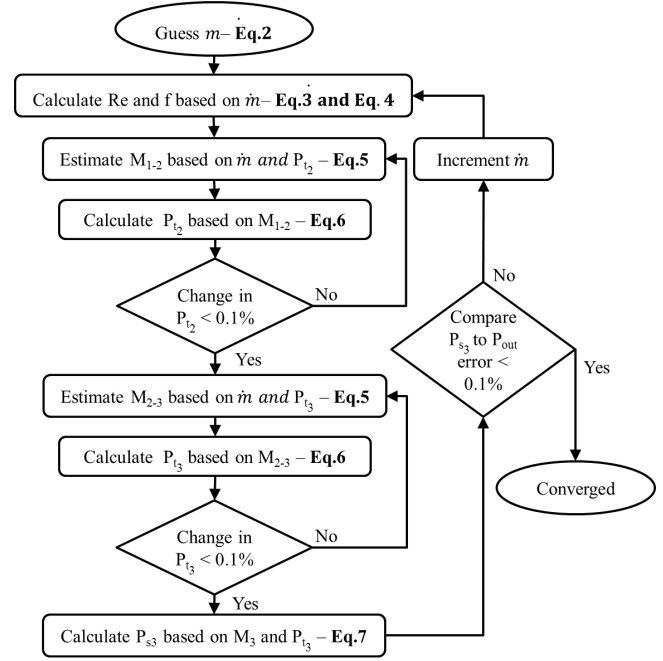 Guess m– Ėq.2
Calculate Re and f based on ṁ– Eq.3̇ and Eq. 4
Estimate M₁₋₂ based on ṁ and Pₜ₂ – Eq.5
Increment ṁ
Calculate Pₜ₂ based on M₁₋₂ – Eq.6
Change in
Pₜ₂ < 0.1%
No
Yes
No
Compare
Pₛ₃ to Pₒᵤₜ
error <
0.1%
Yes
Estimate M₂₋₃ based on ṁ and Pₜ₃ – Eq.5
Calculate Pₜ₃ based on M₂₋₃ – Eq.6
Converged
Change in
Pₜ₃ < 0.1%
No
Yes
Calculate Pₛ₃ based on M₃ and Pₜ₃ – Eq.7